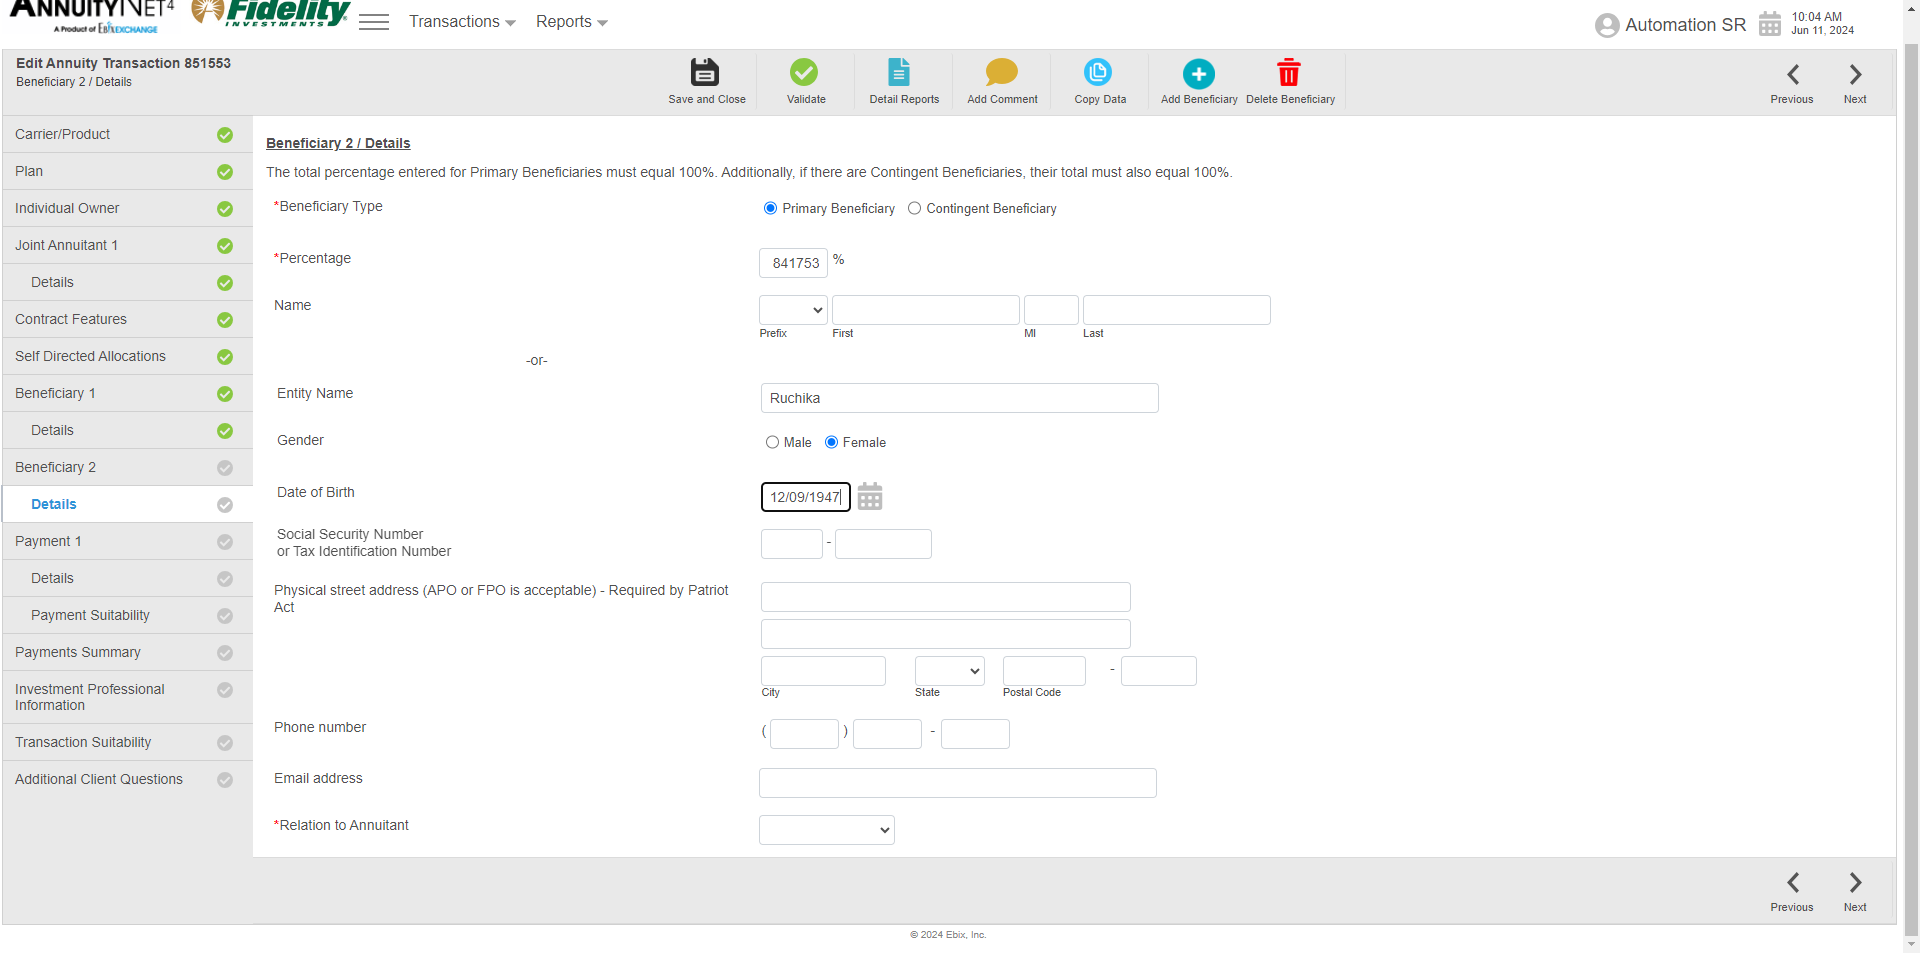 ANNUITYNET4
A Product of EbixEXCHANGE
Fidelity
INVESTMENTS
Transactions
Reports
Automation SR
10:04 AM
Jun 11, 2024
Edit Annuity Transaction 851553
Beneficiary 2 / Details
Save and Close
Validate
Detail Reports
Add Comment
Copy Data
Add Beneficiary
Delete Beneficiary
Previous
Next
Carrier/Product
Plan
Individual Owner
Joint Annuitant 1
Details
Contract Features
Self Directed Allocations
Beneficiary 1
Details
Beneficiary 2
Details
Payment 1
Details
Payment Suitability
Payments Summary
Investment Professional
Information
Transaction Suitability
Additional Client Questions
Beneficiary 2 / Details
The total percentage entered for Primary Beneficiaries must equal 100%. Additionally, if there are Contingent Beneficiaries, their total must also equal 100%.
*Beneficiary Type
Primary Beneficiary
Contingent Beneficiary
*Percentage
841753 %
Name
Prefix
First
MI
Last
-or-
Entity Name
Ruchika
Gender
Male
Female
Date of Birth
12/09/1947
Social Security Number
or Tax Identification Number
-
Physical street address (APO or FPO is acceptable) - Required by Patriot
Act
-
City
State
Postal Code
Phone number
( ) -
Email address
*Relation to Annuitant
Previous
Next
© 2024 Ebix, Inc.